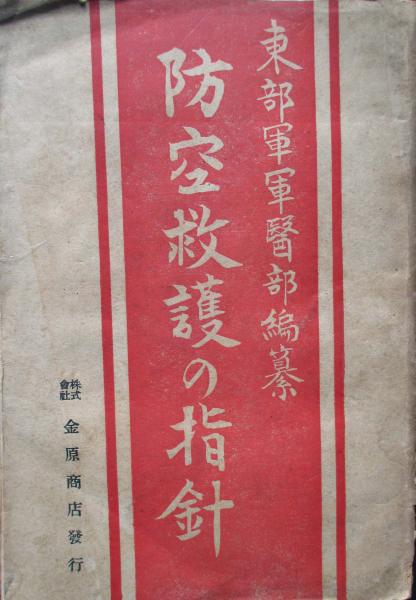 東部軍軍醫部編纂
防空救護の指針
株式會社 金原商店發行